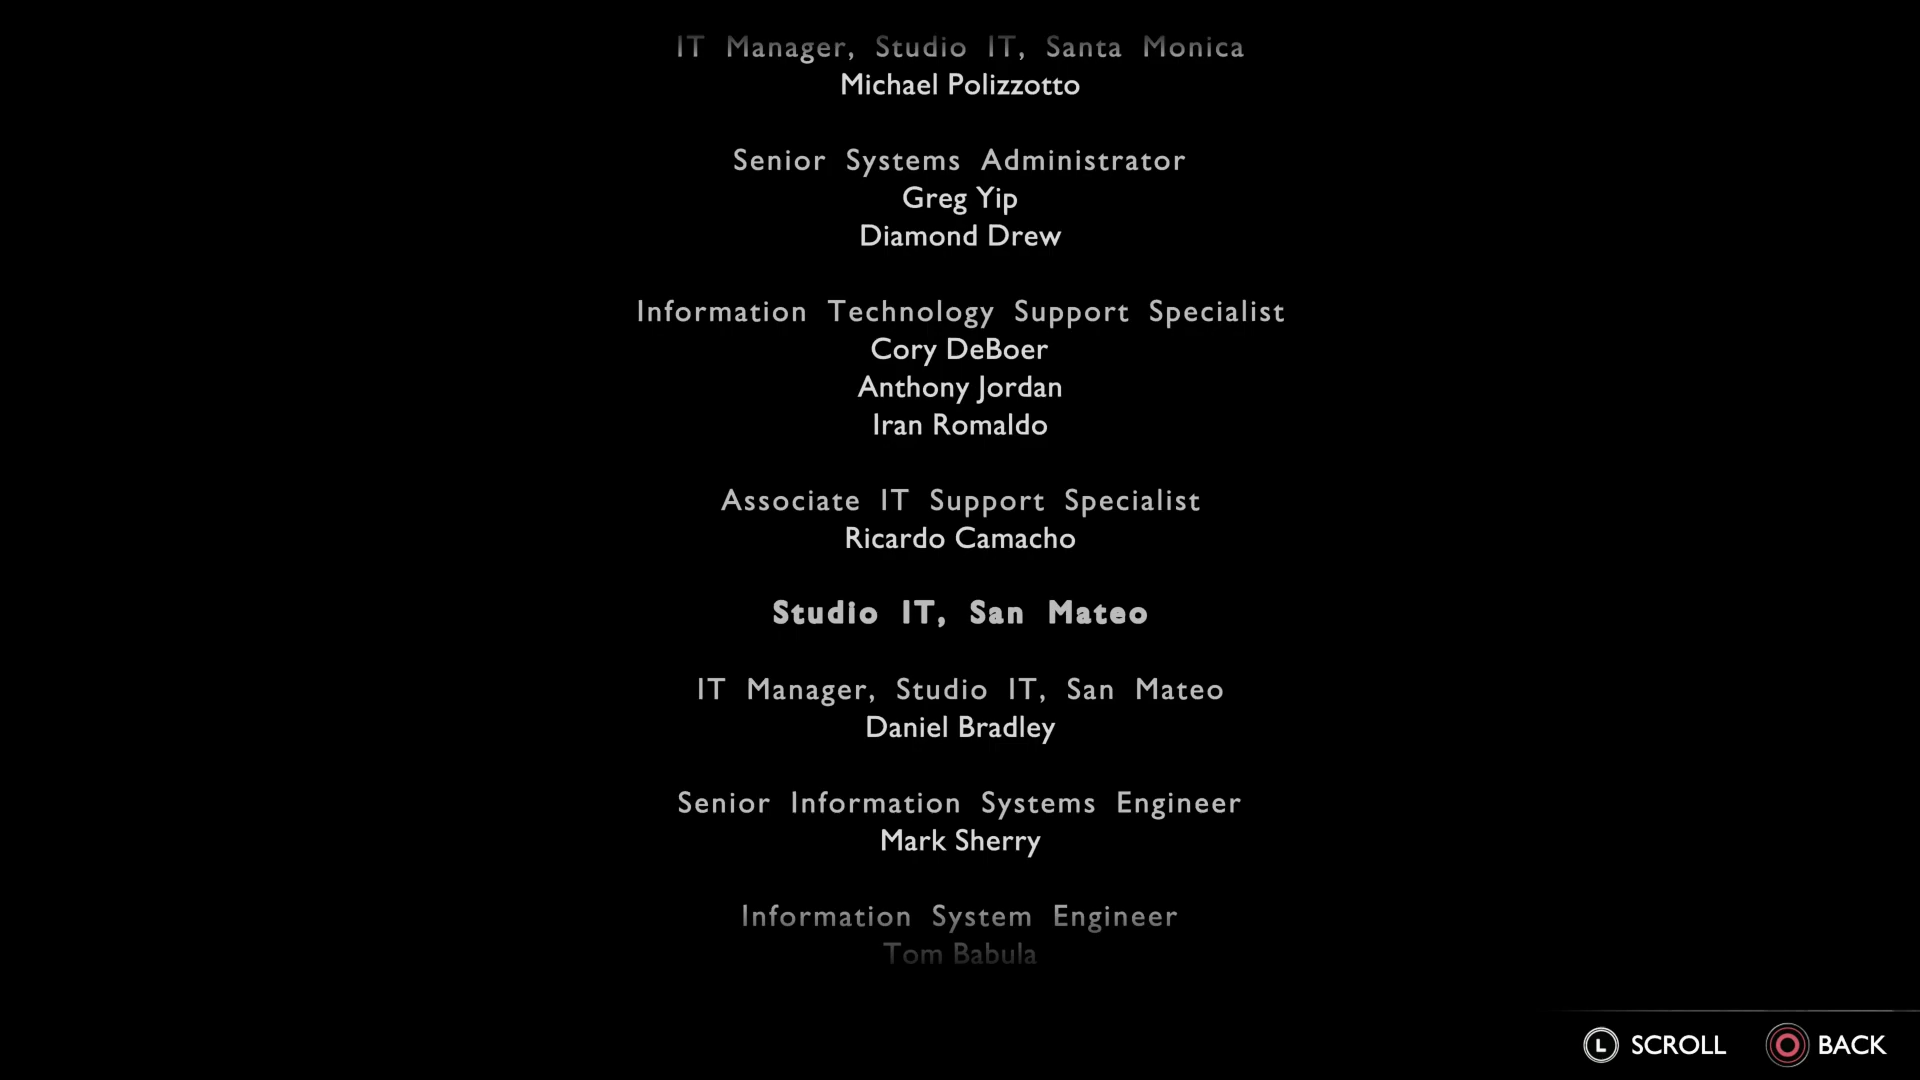 IT Manager, Studio IT, Santa Monica
Michael Polizzotto
Senior Systems Administrator
Greg Yip
Diamond Drew
Information Technology Support Specialist
Cory DeBoer
Anthony Jordan
Iran Romaldo
Associate IT Support Specialist
Ricardo Camacho
Studio IT, San Mateo
IT Manager, Studio IT, San Mateo
Daniel Bradley
Senior Information Systems Engineer
Mark Sherry
Information System Engineer
Tom Babula
L SCROLL BACK